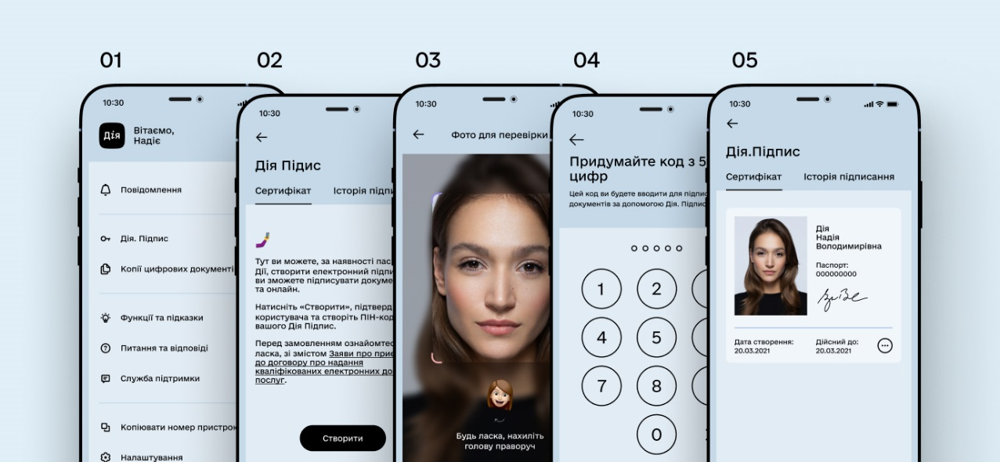 01
10:30
Дія
Вітаємо,
Надіє
Повідомлення
Дія. Підпис
Копії цифрових документі
Функції та підказки
Питання та відповіді
Служба підтримки
Копіювати номер пристрою
Налаштування
02
10:30
Дія Підис
Сертифікат
Історія підпи
Тут ви можете, за наявності пас
Дії, створити електронний підпи
ви зможете підписувати докуме
та онлайн.
Натисніть «Створити», підтверд
користувача та створіть ПІН-код
вашого Дія Підпис.
Перед замовленням ознайомтес
ласка, зі змістом Заяви про приє
до договору про надання
кваліфікованих електронних до
послуг.
Створити
03
10:30
Фото для перевірки
Будь ласка, нахиліть
голову праворуч
04
10:30
Придумайте код з 5
цифр
Цей код ви будете вводити для підпис
документів за допомогою Дія. Підпис
1 2
4 5
7 8
0
05
10:30
Дія.Підпис
Сертифікат
Історія підписання
Дія
Надія
Володимирівна
Паспорт:
000000000
Дата створення:
20.03.2021
Дійсний до:
20.03.2021